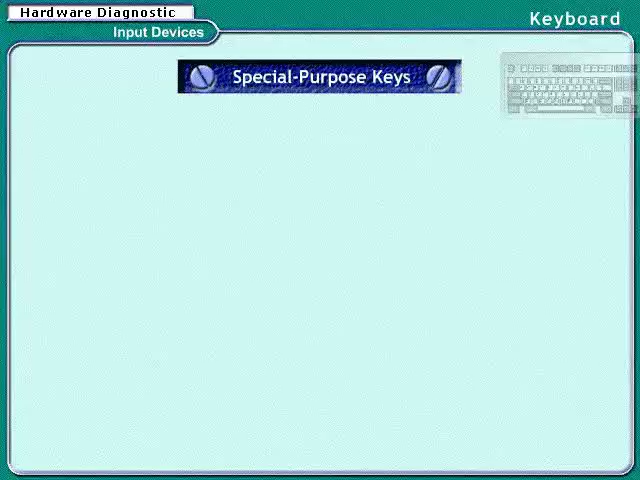 Hardware Diagnostic
Input Devices
Keyboard
Special-Purpose Keys